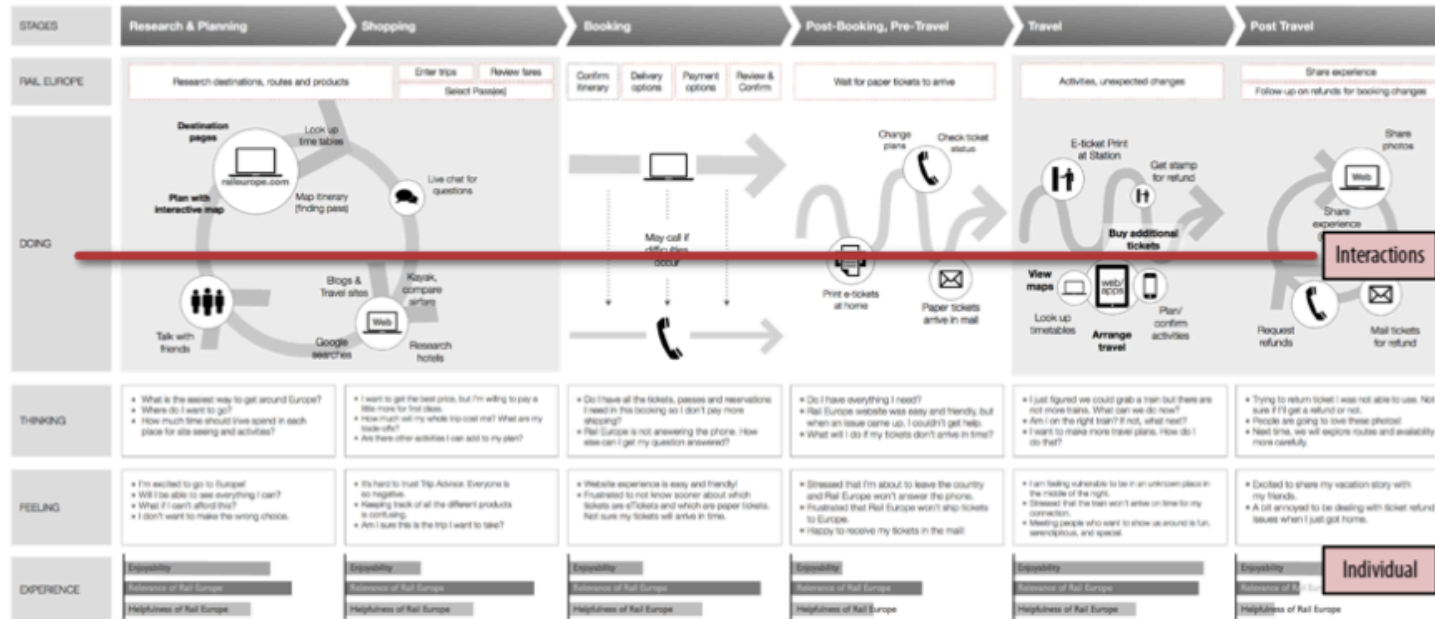 STAGES
Research & Planning
Shopping
Booking
Post-Booking, Pre-Travel
Travel
Post Travel
RAIL EUROPE
Research destinations, routes and products
Enter trips
Review fares
Select Pass(es)
Confirm
itinerary
Delivery
options
Payment
options
Review &
Confirm
Wait for paper tickets to arrive
Activities, unexpected changes
Share experience
Follow-up on refunds for booking changes
DOING
Destination
pages
Look up
time tables
raileurope.com
Plan with
interactive map
Map itinerary
(finding pass)
Live chat for
questions
Blogs &
Travel sites
Kayak,
compare
airfare
Web
Talk with
friends
Google
searches
Research
hotels
May call if
difficulties
occur
Change
plans
Check ticket
status
Print e-tickets
at home
Paper tickets
arrive in mail
E-ticket Print
at Station
Get stamp
for refund
Buy additional
tickets
View
maps
web/
apps
Look up
timetables
Arrange
travel
Plan/
confirm
activities
Share
photos
Web
Share
experience
Request
refunds
Mail tickets
for refund
Interactions
THINKING
• What is the easiest way to get around Europe?
• Where do I want to go?
• How much time should I/we spend in each
place for site seeing and activities?
• I want to get the best price, but I'm willing to pay a
little more for first class.
• How much will my whole trip cost me? What are my
trade-offs?
• Are there other activities I can add to my plan?
• Do I have all the tickets, passes and reservations
I need in this booking so I don't pay more
shipping?
• Rail Europe is not answering the phone. How
else can I get my question answered?
• Do I have everything I need?
• Rail Europe website was easy and friendly, but
when an issue came up, I couldn't get help.
• What will I do if my tickets don't arrive in time?
• I just figured we could grab a train but there are
not more trains. What can we do now?
• Am I on the right train? If not, what next?
• I want to make more travel plans. How do I
do that?
• Trying to return ticket I was not able to use. Not
sure if I'll get a refund or not.
• People are going to love these photos!
• Next time, we will explore routes and availability
more carefully.
FEELING
• I'm excited to go to Europe!
• Will I be able to see everything I can?
• What if I can't afford this?
• I don't want to make the wrong choice.
• It's hard to trust Trip Advisor. Everyone is
so negative.
• Keeping track of all the different products
is confusing.
• Am I sure this is the trip I want to take?
• Website experience is easy and friendly!
• Frustrated to not know sooner about which
tickets are eTickets and which are paper tickets.
Not sure my tickets will arrive in time.
• Stressed that I'm about to leave the country
and Rail Europe won't answer the phone.
• Frustrated that Rail Europe won't ship tickets
to Europe.
• Happy to receive my tickets in the mail!
• I am feeling vulnerable to be in an unknown place in
the middle of the night.
• Stressed that the train won't arrive on time for my
connection.
• Meeting people who want to show us around is fun,
serendipitous, and special.
• Excited to share my vacation story with
my friends.
• A bit annoyed to be dealing with ticket refund
issues when I just got home.
EXPERIENCE
Enjoyability
Relevance of Rail Europe
Helpfulness of Rail Europe
Enjoyability
Relevance of Rail Europe
Helpfulness of Rail Europe
Enjoyability
Relevance of Rail Europe
Helpfulness of Rail Europe
Enjoyability
Relevance of Rail Europe
Helpfulness of Rail Europe
Enjoyability
Relevance of Rail Europe
Helpfulness of Rail Europe
Enjoyability
Relevance of Rail
Helpfulness of Rail Europe
Individual